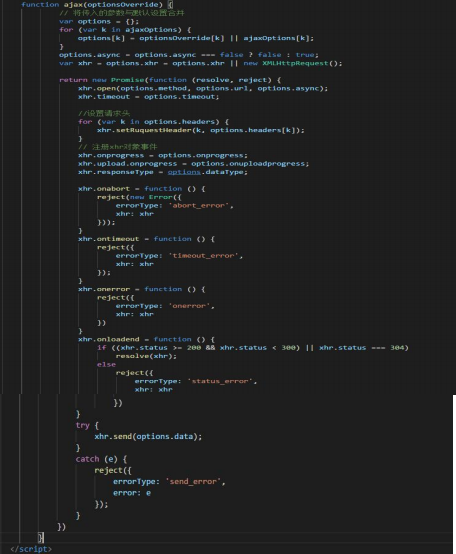 function ajax(optionsOverride) {
// 将传入的参数与默认设置合并
var options = {};
for (var k in ajaxOptions) {
options[k] = optionsOverride[k] || ajaxOptions[k];
}
options.async = options.async === false ? false : true;
var xhr = options.xhr = options.xhr || new XMLHttpRequest();
return new Promise(function (resolve, reject) {
xhr.open(options.method, options.url, options.async);
xhr.timeout = options.timeout;
//设置请求头
for (var k in options.headers) {
xhr.setRuquestHeader(k, options.headers[k]);
}
// 注册xhr对象事件
xhr.onprogress = options.onprogress;
xhr.upload.onprogress = options.onuploadprogress;
xhr.responseType = options.dataType;
xhr.onabort = function () {
reject(new Error({
errorType: 'abort_error',
xhr: xhr
}));
}
xhr.ontimeout = function () {
reject({
errorType: 'timeout_error',
xhr: xhr
});
}
xhr.onerror = function () {
reject({
errorType: 'onerror',
xhr: xhr
})
}
xhr.onloadend = function () {
if ((xhr.status >= 200 && xhr.status < 300) || xhr.status === 304)
resolve(xhr);
else
reject({
errorType: 'status_error',
xhr: xhr
})
}
try {
xhr.send(options.data);
}
catch (e) {
reject({
errorType: 'send_error',
error: e
});
}
})
}
</script>